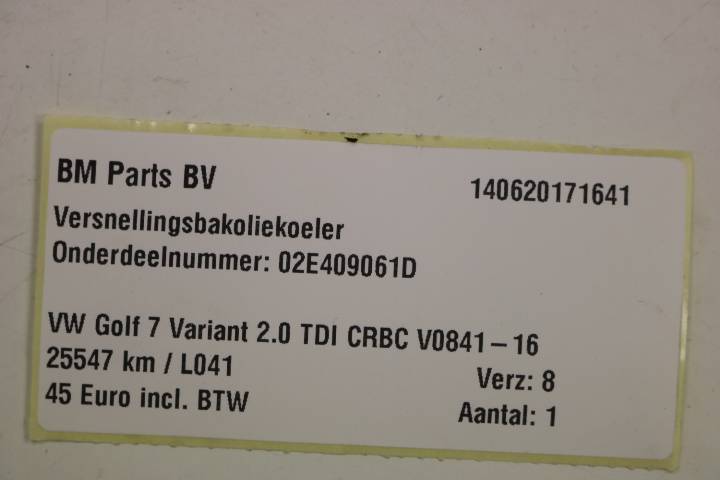 BM Parts BV 140620171641
Versnellingsbakoliekoeler
Onderdeelnummer: 02E409061D
VW Golf 7 Variant 2.0 TDI CRBC V0841-16
25547 km / L041 Verz: 8
45 Euro incl. BTW Aantal: 1